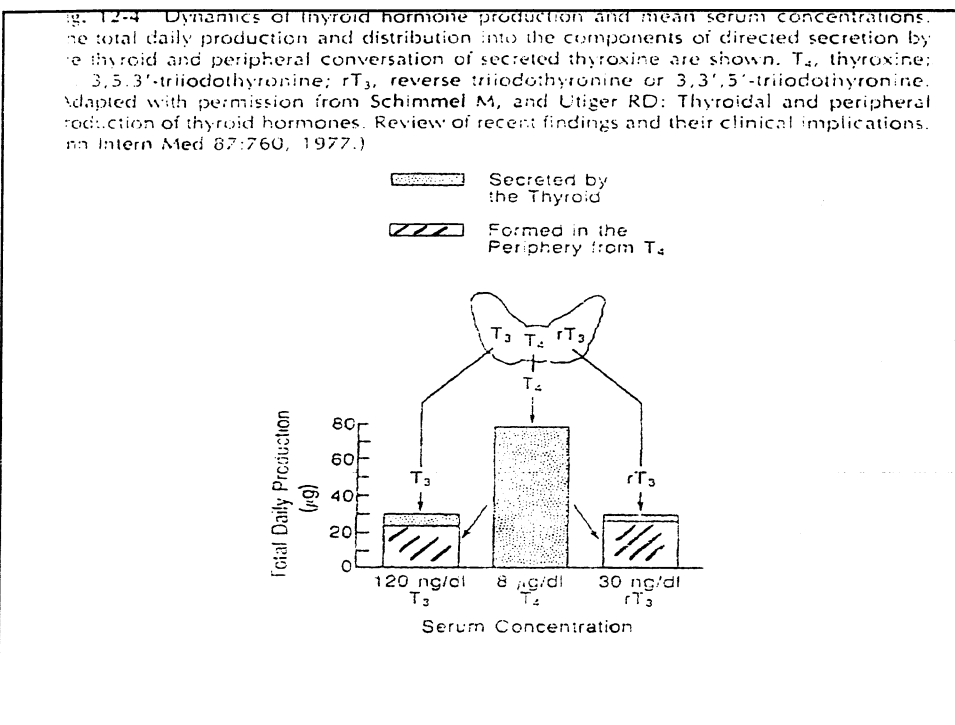 g. 12-4 Dynamics of thyroid hormone production and mean serum concentrations.
he total daily production and distribution into the components of directed secretion by
e thyroid and peripheral conversation of secreted thyroxine are shown. T₄, thyroxine;
3,5,3'-triiodothyronine; rT₃, reverse triiodothyronine or 3,3',5'-triiodothyronine.
Adapted with permission from Schimmel M, and Utiger RD: Thyroidal and peripheral
roduction of thyroid hormones. Review of recent findings and their clinical implications.
nn Intern Med 87:760, 1977.)
Secreted by
the Thyroid
Formed in the
Periphery from T₄
T₃ T₄ rT₃
T₄
Total Daily Production
(μg)
80
60
40
20
0
T₃
rT₃
120 ng/dl 8 μg/dl 30 ng/dl
T₃ T₄ rT₃
Serum Concentration